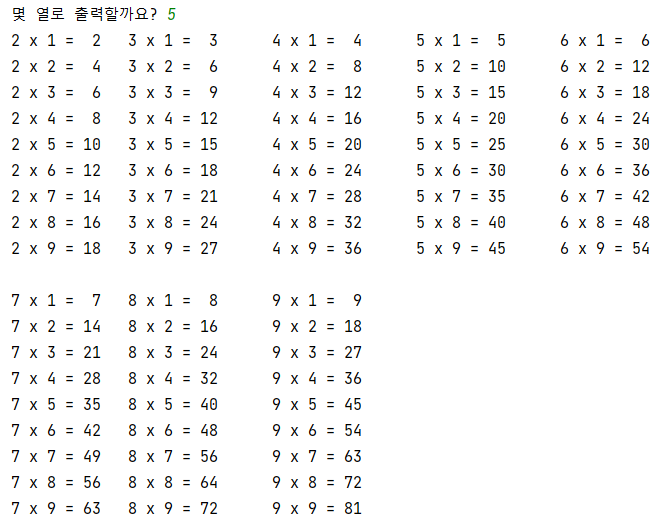 몇 열로 출력할까요? 5
2 x 1 =  2   3 x 1 =  3      4 x 1 =  4      5 x 1 =  5      6 x 1 =  6
2 x 2 =  4   3 x 2 =  6      4 x 2 =  8      5 x 2 = 10      6 x 2 = 12
2 x 3 =  6   3 x 3 =  9      4 x 3 = 12      5 x 3 = 15      6 x 3 = 18
2 x 4 =  8   3 x 4 = 12      4 x 4 = 16      5 x 4 = 20      6 x 4 = 24
2 x 5 = 10   3 x 5 = 15      4 x 5 = 20      5 x 5 = 25      6 x 5 = 30
2 x 6 = 12   3 x 6 = 18      4 x 6 = 24      5 x 6 = 30      6 x 6 = 36
2 x 7 = 14   3 x 7 = 21      4 x 7 = 28      5 x 7 = 35      6 x 7 = 42
2 x 8 = 16   3 x 8 = 24      4 x 8 = 32      5 x 8 = 40      6 x 8 = 48
2 x 9 = 18   3 x 9 = 27      4 x 9 = 36      5 x 9 = 45      6 x 9 = 54

7 x 1 =  7   8 x 1 =  8      9 x 1 =  9
7 x 2 = 14   8 x 2 = 16      9 x 2 = 18
7 x 3 = 21   8 x 3 = 24      9 x 3 = 27
7 x 4 = 28   8 x 4 = 32      9 x 4 = 36
7 x 5 = 35   8 x 5 = 40      9 x 5 = 45
7 x 6 = 42   8 x 6 = 48      9 x 6 = 54
7 x 7 = 49   8 x 7 = 56      9 x 7 = 63
7 x 8 = 56   8 x 8 = 64      9 x 8 = 72
7 x 9 = 63   8 x 9 = 72      9 x 9 = 81